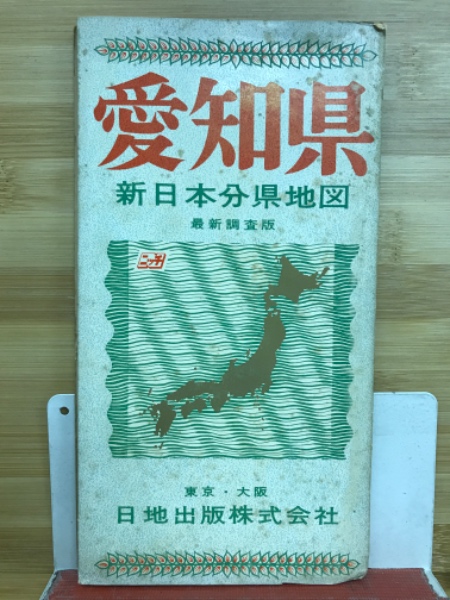 愛知県
新日本分県地図
最新調査版
ニッチ
東京・大阪
日地出版株式会社